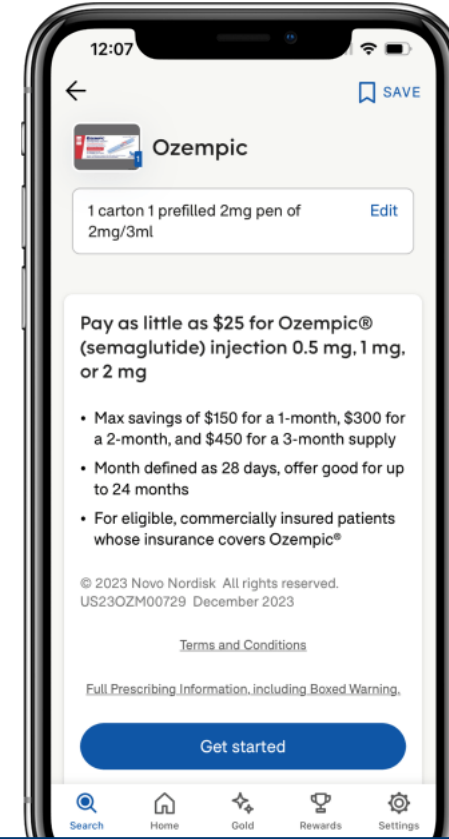 12:07
SAVE
Ozempic
1 carton 1 prefilled 2mg pen of
2mg/3ml
Edit
Pay as little as $25 for Ozempic®
(semaglutide) injection 0.5 mg, 1 mg,
or 2 mg
• Max savings of $150 for a 1-month, $300 for
a 2-month, and $450 for a 3-month supply
• Month defined as 28 days, offer good for up
to 24 months
• For eligible, commercially insured patients
whose insurance covers Ozempic®
© 2023 Novo Nordisk All rights reserved.
US23OZM00729 December 2023
Terms and Conditions
Full Prescribing Information, including Boxed Warning.
Get started
Search Home Gold Rewards Settings